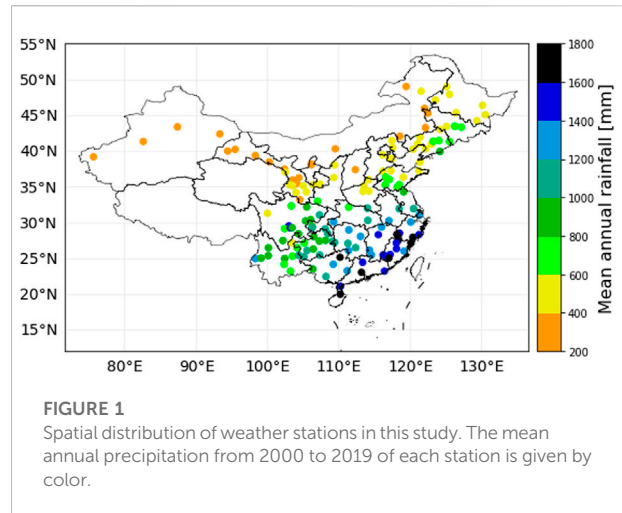 55°N
50°N
45°N
40°N
35°N
30°N
25°N
20°N
15°N
80°E 90°E 100°E 110°E 120°E 130°E
1800
1600
1400
1200
1000
800
600
400
200
Mean annual rainfall [mm]
FIGURE 1
Spatial distribution of weather stations in this study. The mean
annual precipitation from 2000 to 2019 of each station is given by
color.